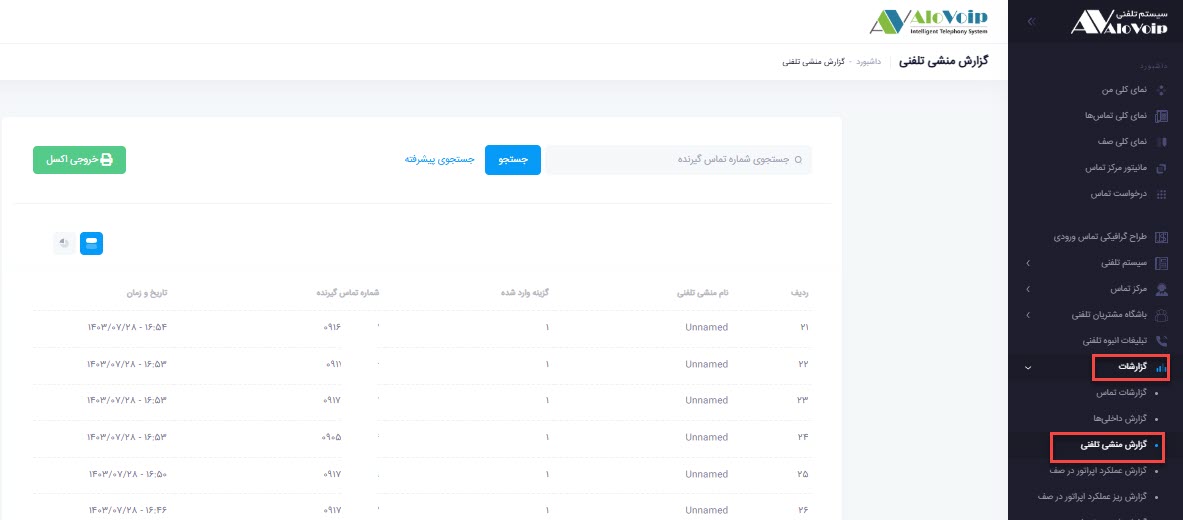 سیستم تلفنی
AloVoip
داشبورد
نمای کلی من
نمای کلی تماس‌ها
نمای کلی صف
مانیتور مرکز تماس
درخواست تماس
طراح گرافیکی تماس ورودی
سیستم تلفنی
مرکز تماس
باشگاه مشتریان تلفنی
تبلیغات انبوه تلفنی
گزارشات
گزارشات تماس
گزارش داخلی‌ها
گزارش منشی تلفنی
گزارش عملکرد اپراتور در صف
گزارش ریز عملکرد اپراتور در صف
AloVoip
Intelligent Telephony System
گزارش منشی تلفنی داشبورد - گزارش منشی تلفنی
جستجوی شماره تماس گیرنده جستجو جستجوی پیشرفته خروجی اکسل
ردیف نام منشی تلفنی گزینه وارد شده شماره تماس گیرنده تاریخ و زمان
۲۱ Unnamed ۱ ۰۹۱۶ ۱۴۰۳/۰۷/۲۸ - ۱۶:۵۴
۲۲ Unnamed ۱ ۰۹۱۱ ۱۴۰۳/۰۷/۲۸ - ۱۶:۵۳
۲۳ Unnamed ۱ ۰۹۱۷ ۱۴۰۳/۰۷/۲۸ - ۱۶:۵۳
۲۴ Unnamed ۱ ۰۹۰۵ ۱۴۰۳/۰۷/۲۸ - ۱۶:۵۳
۲۵ Unnamed ۱ ۰۹۱۷ ۱۴۰۳/۰۷/۲۸ - ۱۶:۵۰
۲۶ Unnamed ۱ ۰۹۱۷ ۱۴۰۳/۰۷/۲۸ - ۱۶:۴۶